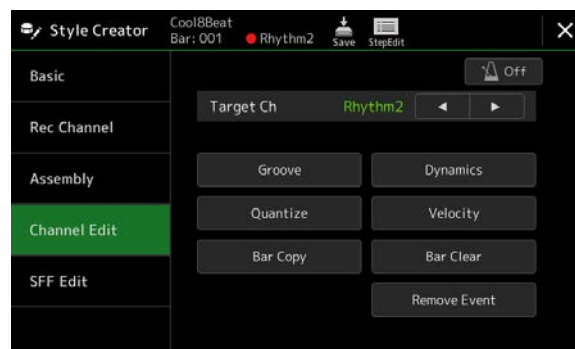 Style Creator
Cool8Beat
Bar: 001 Rhythm2
Save
StepEdit
Off
Basic
Target Ch Rhythm2
Rec Channel
Groove Dynamics
Assembly
Quantize Velocity
Channel Edit
Bar Copy Bar Clear
SFF Edit
Remove Event